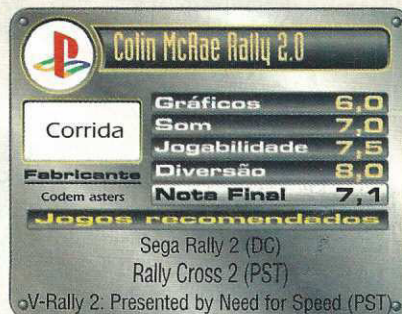 Colin McRae Rally 2.0
Corrida
Gráficos 6,0
Som 7,0
Jogabilidade 7,5
Diversão 8,0
Nota Final 7,1
Fabricante
Codem asters
Jogos recomendados
Sega Rally 2 (DC)
Rally Cross 2 (PST)
V-Rally 2: Presented by Need for Speed (PST)